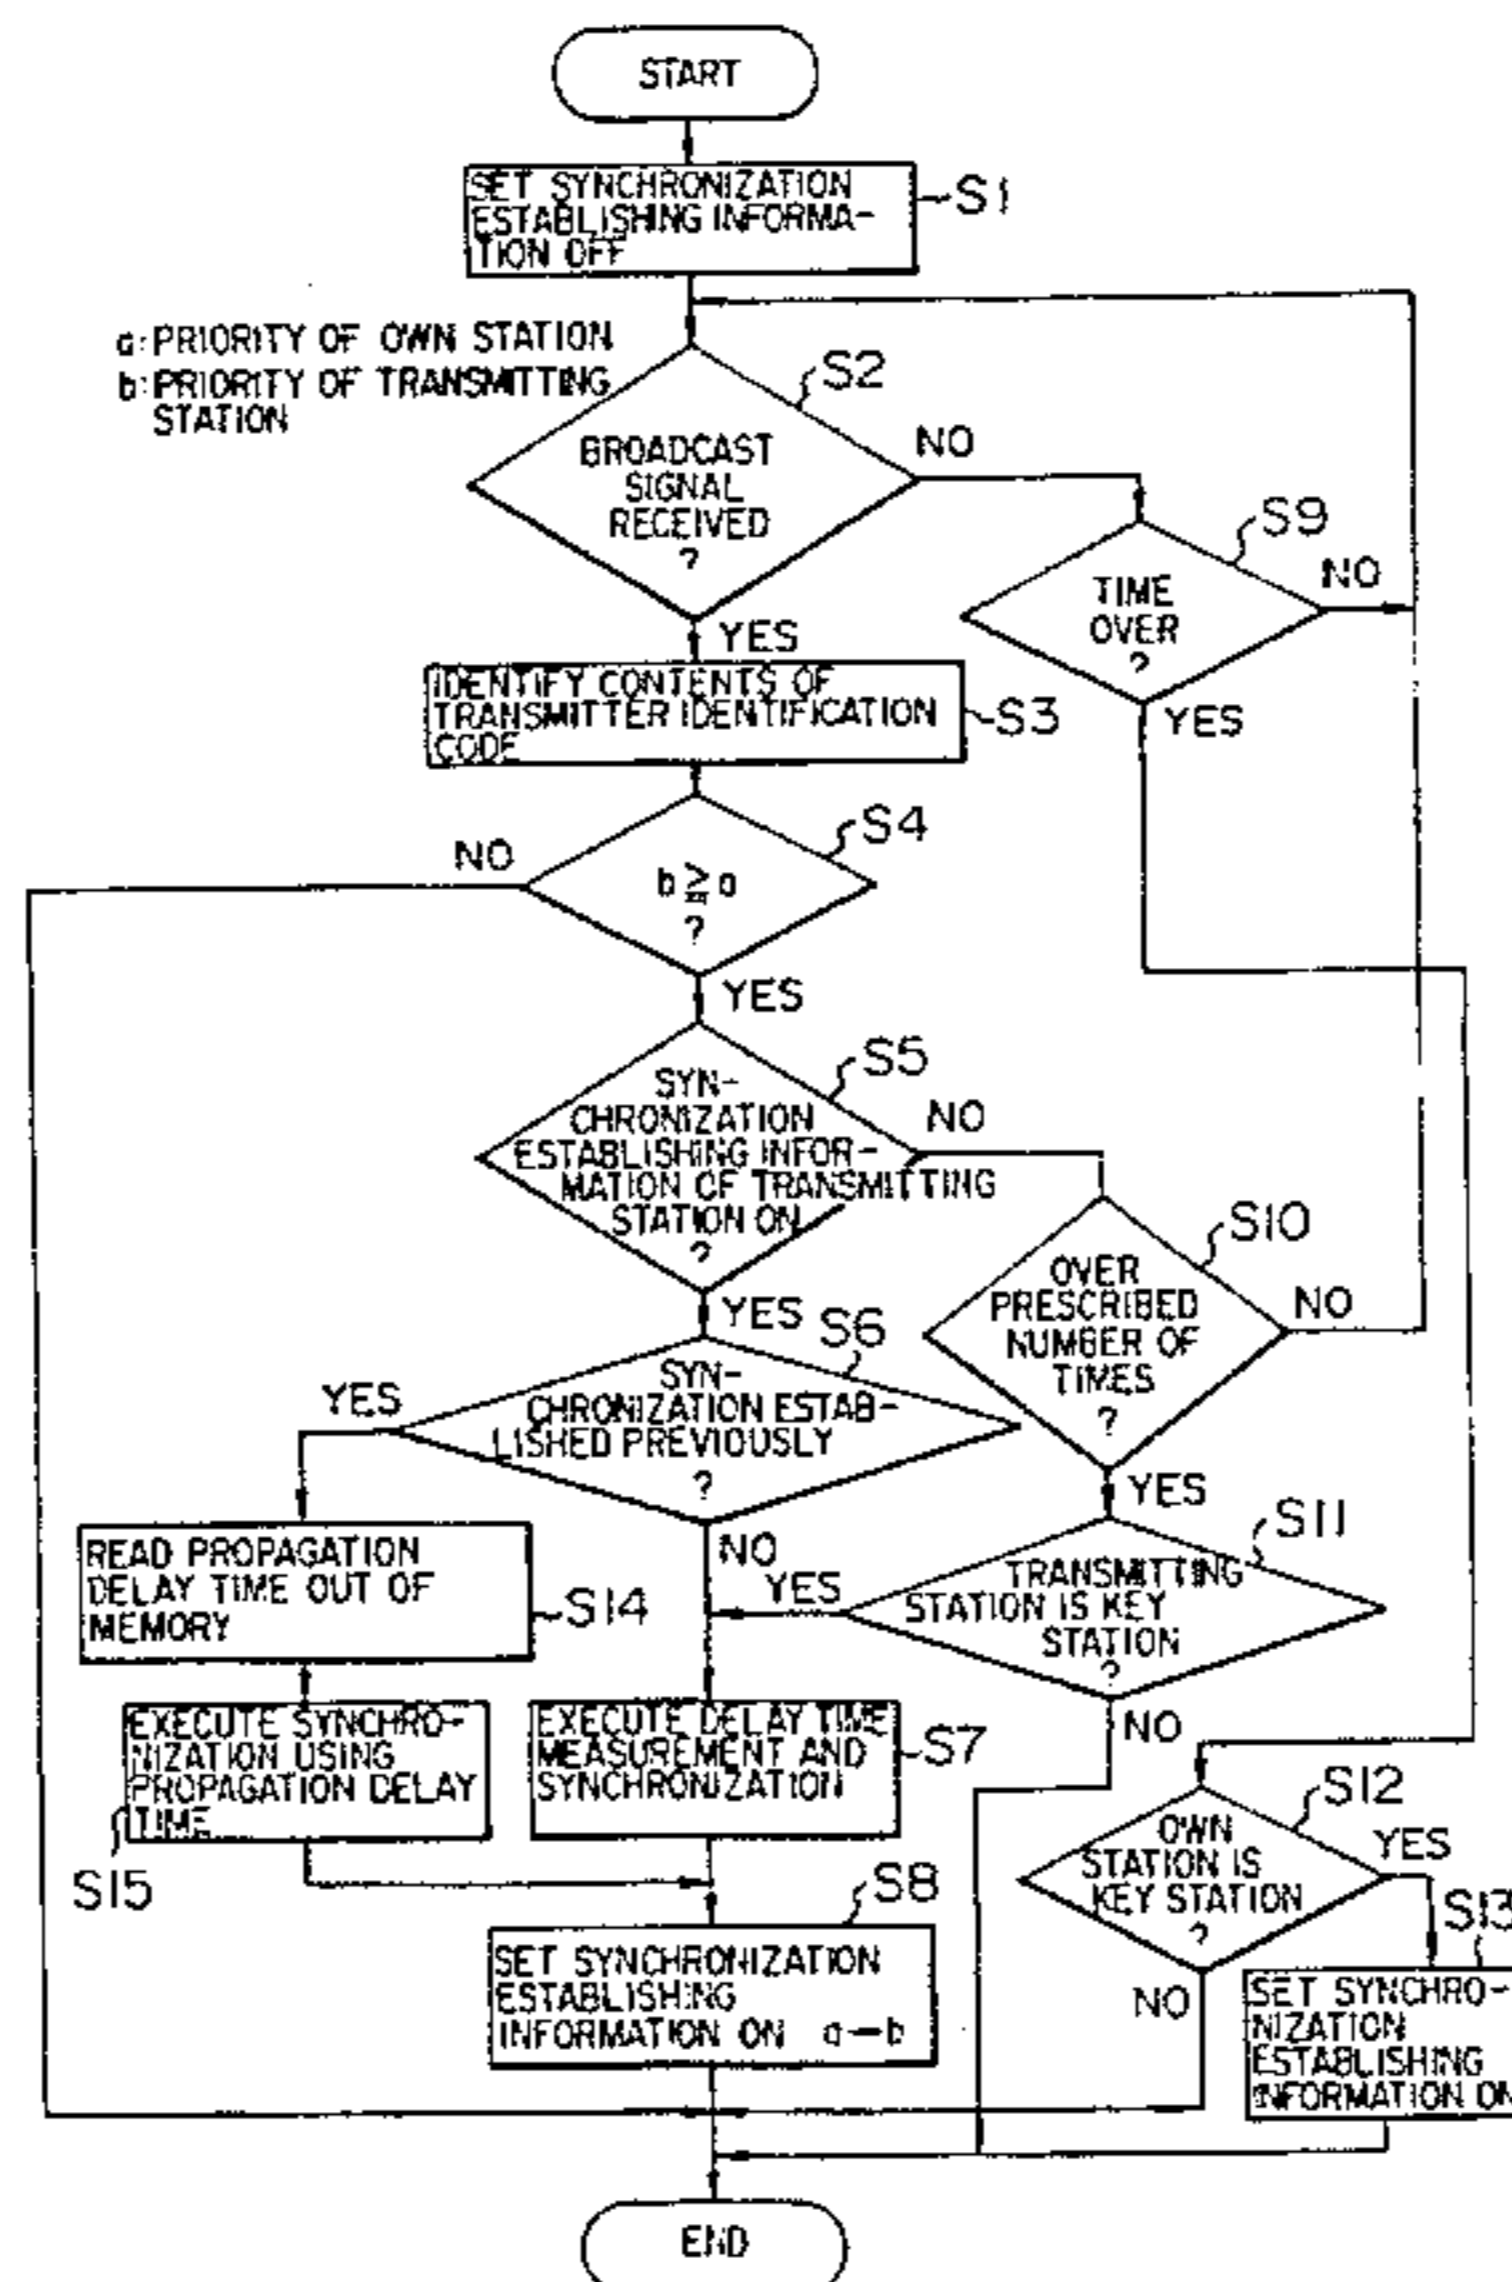 START
SET SYNCHRONIZATION
ESTABLISHING INFORMA-
TION OFF
S1
a: PRIORITY OF OWN STATION
b: PRIORITY OF TRANSMITTING
STATION
S2
BROADCAST
SIGNAL
RECEIVED
?
NO
YES
S9
TIME
OVER
?
NO
YES
IDENTIFY CONTENTS OF
TRANSMITTER IDENTIFICATION
CODE
S3
S4
b ≧ a
?
NO
YES
S5
SYN-
CHRONIZATION
ESTABLISHING INFOR-
MATION OF TRANSMITTING
STATION ON
?
NO
YES
S10
OVER
PRESCRIBED
NUMBER OF
TIMES
?
NO
YES
S6
SYN-
CHRONIZATION ESTAB-
LISHED PREVIOUSLY
?
YES
NO
S11
TRANSMITTING
STATION IS KEY
STATION
?
YES
NO
READ PROPAGATION
DELAY TIME OUT OF
MEMORY
S14
EXECUTE SYNCHRO-
NIZATION USING
PROPAGATION DELAY
TIME
S15
EXECUTE DELAY TIME
MEASUREMENT AND
SYNCHRONIZATION
S7
S12
OWN
STATION IS
KEY STATION
?
YES
NO
S13
SET SYNCHRO-
NIZATION
ESTABLISHING
INFORMATION ON
S8
SET SYNCHRONIZATION
ESTABLISHING
INFORMATION ON a—b
END